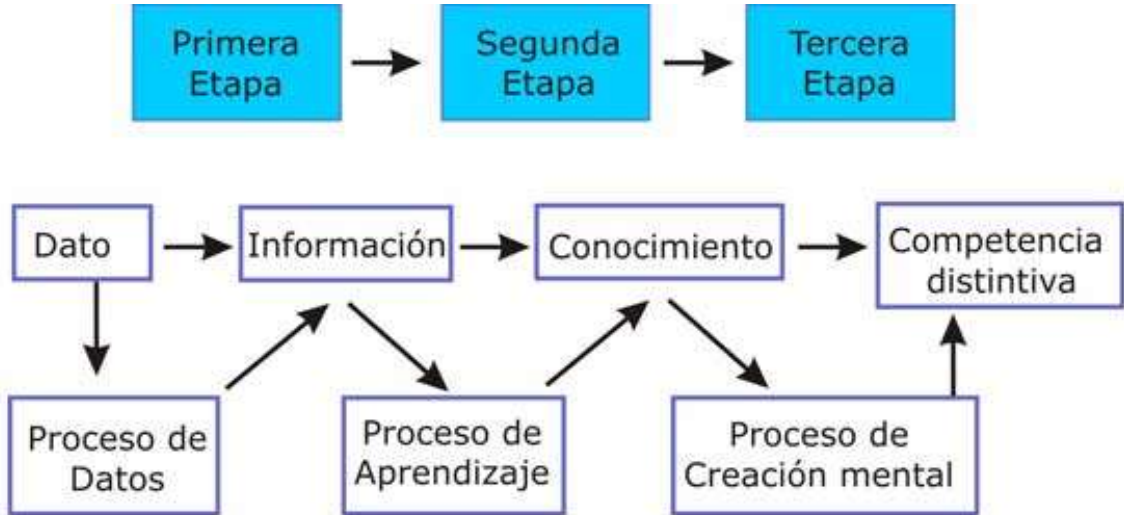 Primera
Etapa
Segunda
Etapa
Tercera
Etapa
Dato
Información
Conocimiento
Competencia
distintiva
Proceso de
Datos
Proceso de
Aprendizaje
Proceso de
Creación mental